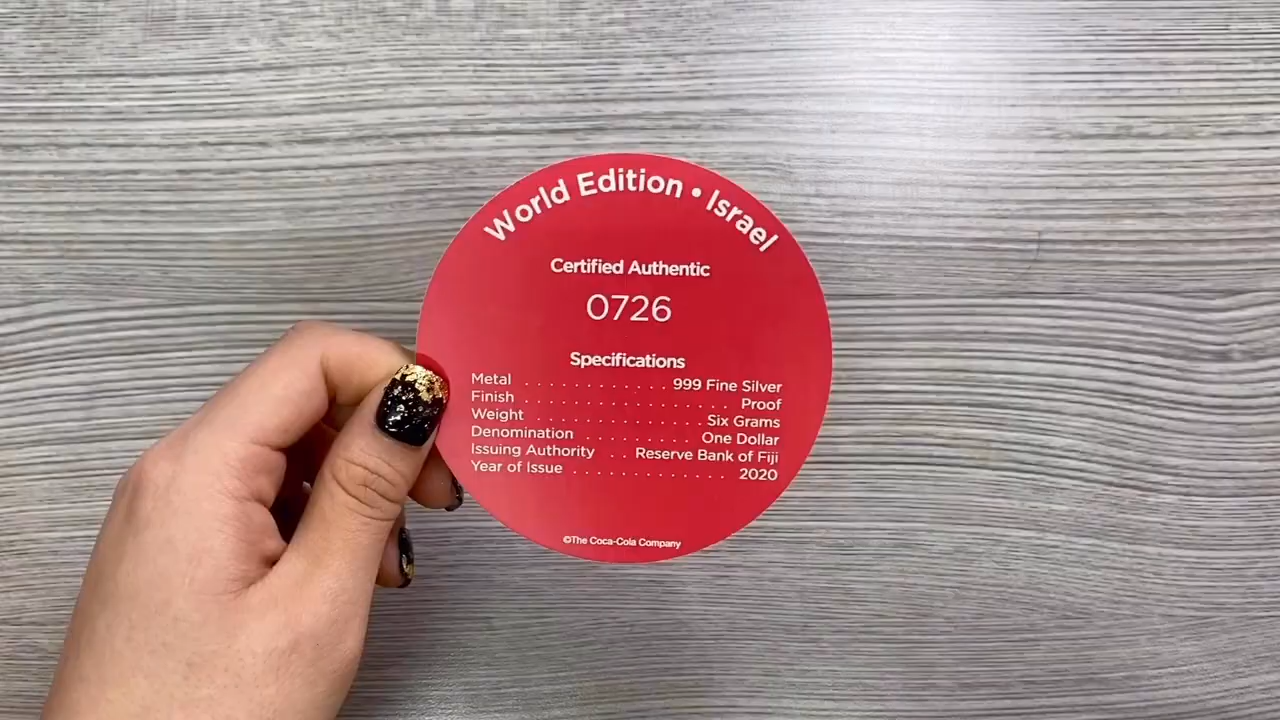 World Edition • Israel
Certified Authentic
0726
Specifications
Metal . . . . . . . . . . . . 999 Fine Silver
Finish . . . . . . . . . . . . . . . . . Proof
Weight . . . . . . . . . . . . . . Six Grams
Denomination . . . . . . . . . One Dollar
Issuing Authority . . Reserve Bank of Fiji
Year of Issue . . . . . . . . . . . . . 2020
©The Coca-Cola Company